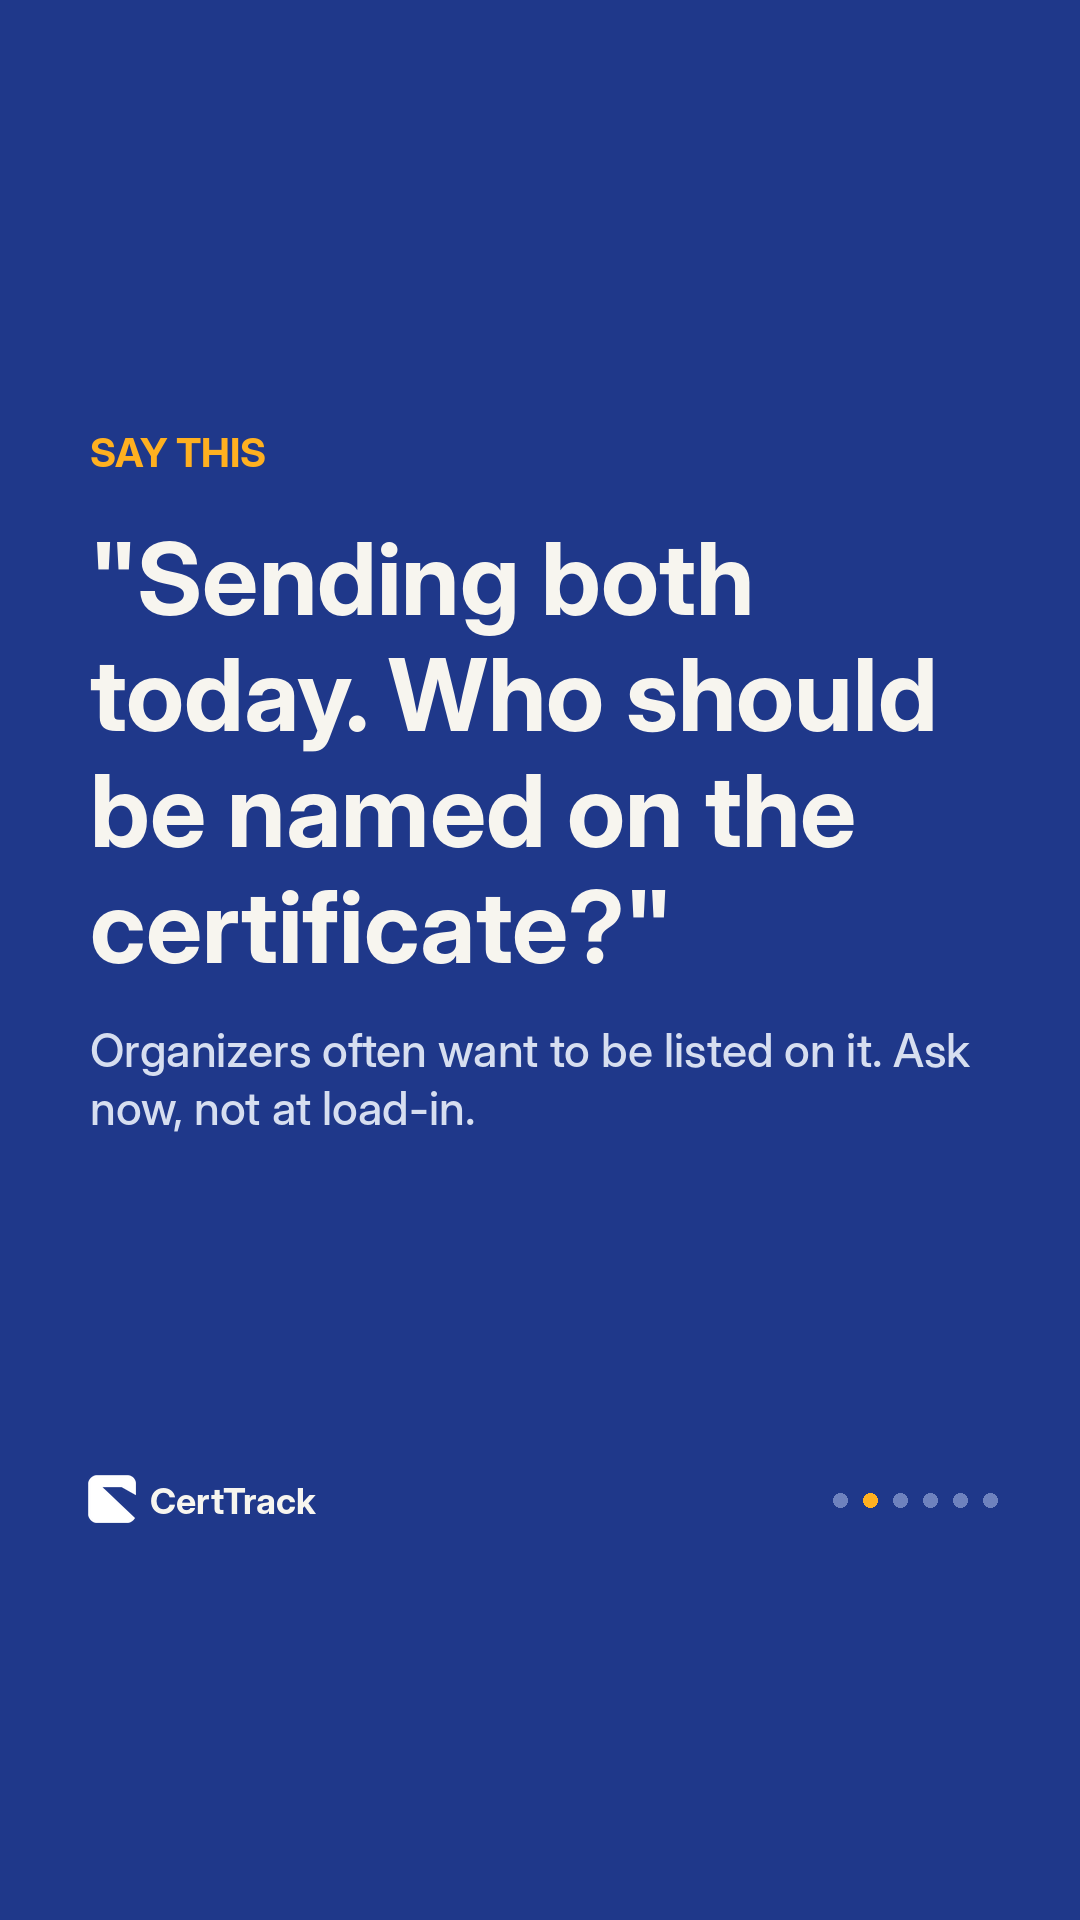 SAY THIS
"Sending both
today. Who should
be named on the
certificate?"
Organizers often want to be listed on it. Ask
now, not at load-in.
CertTrack